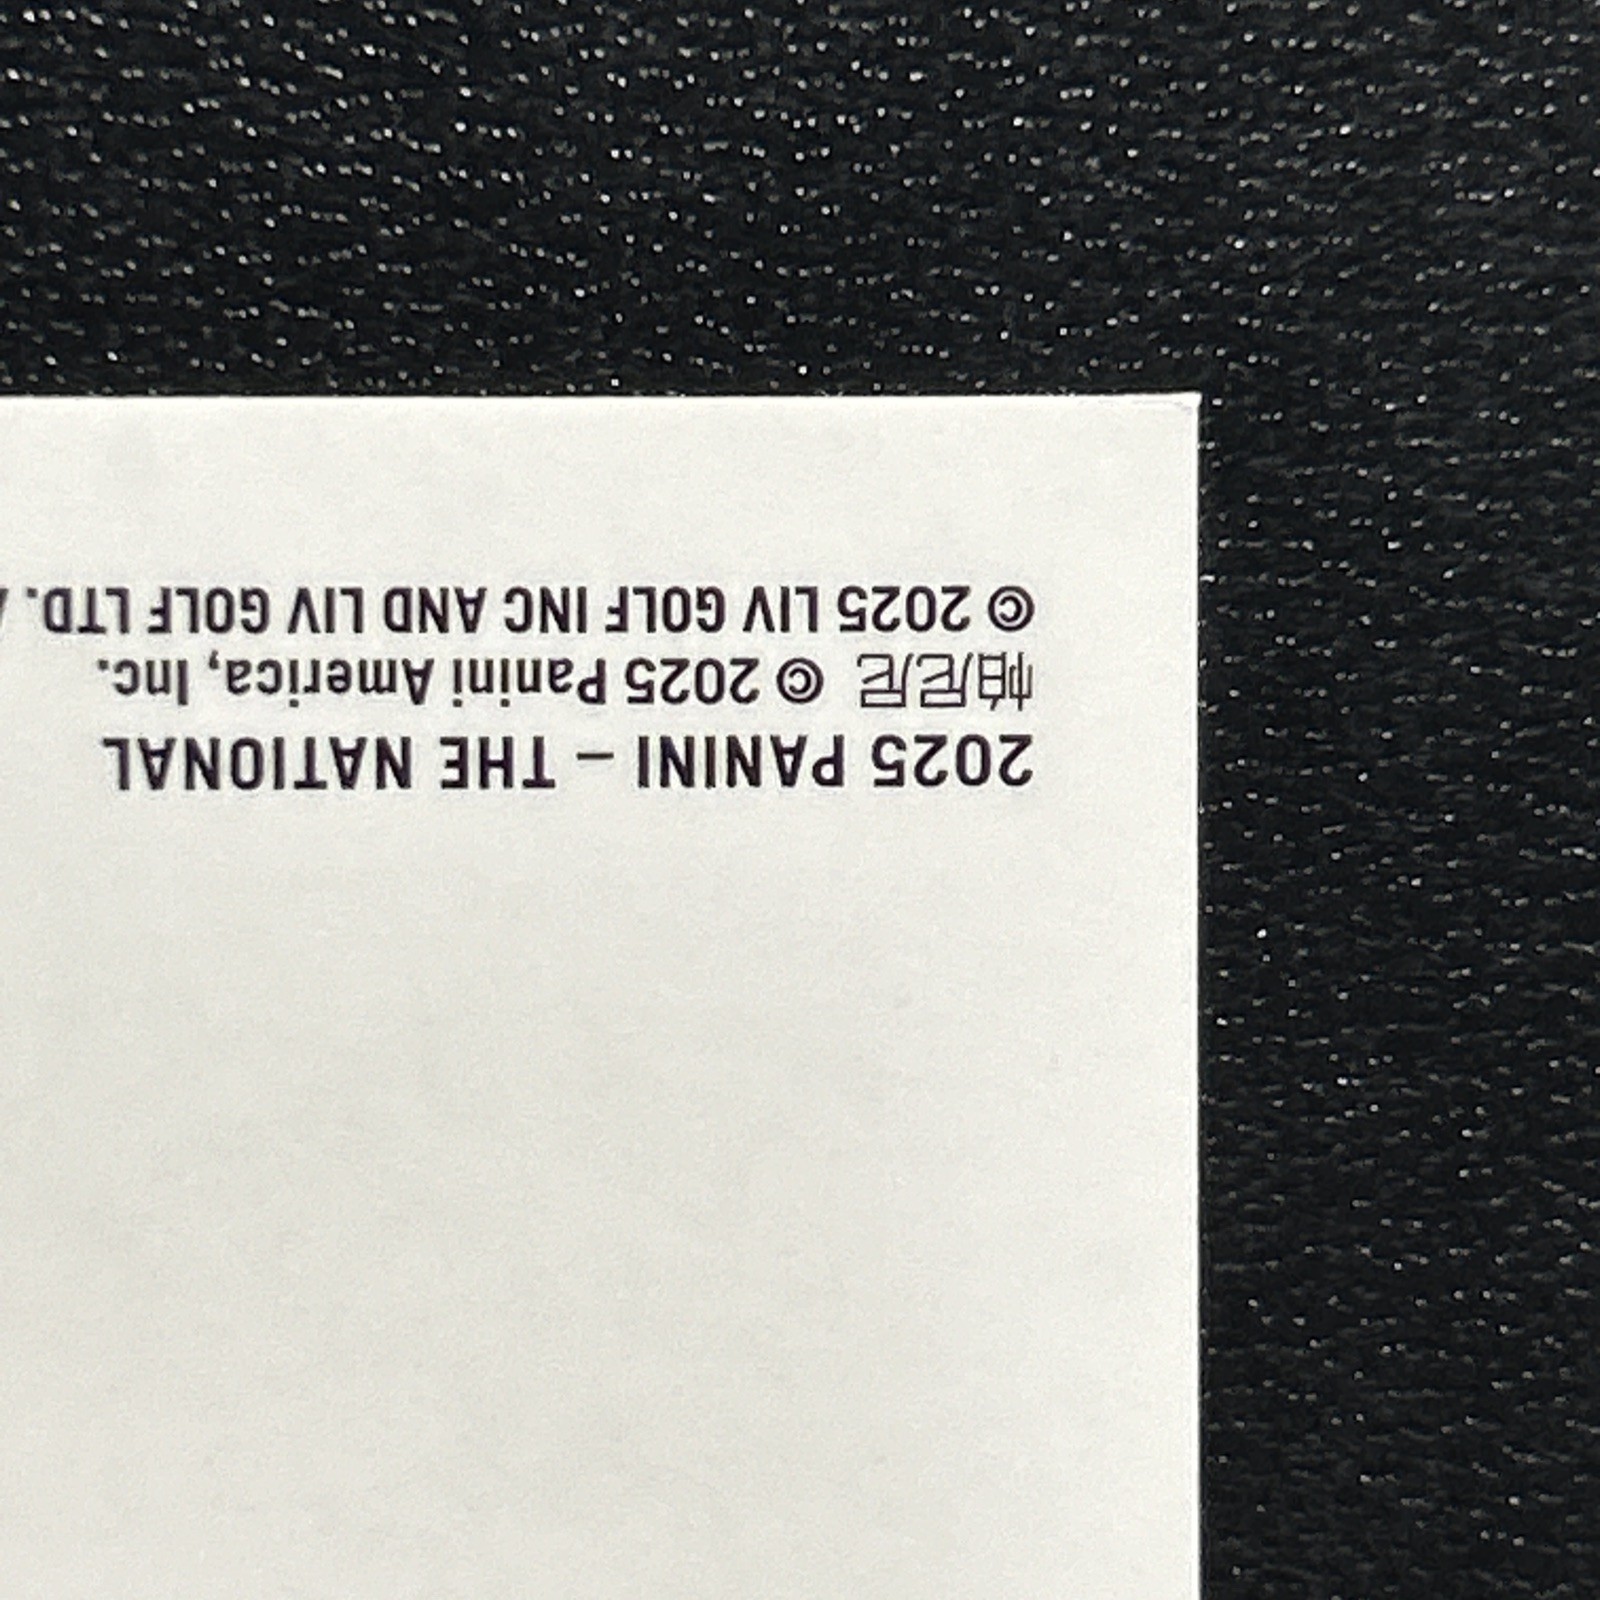 2025 PANINI – THE NATIONAL
帕尼尼 © 2025 Panini America, Inc.
© 2025 LIV GOLF INC AND LIV GOLF LTD.